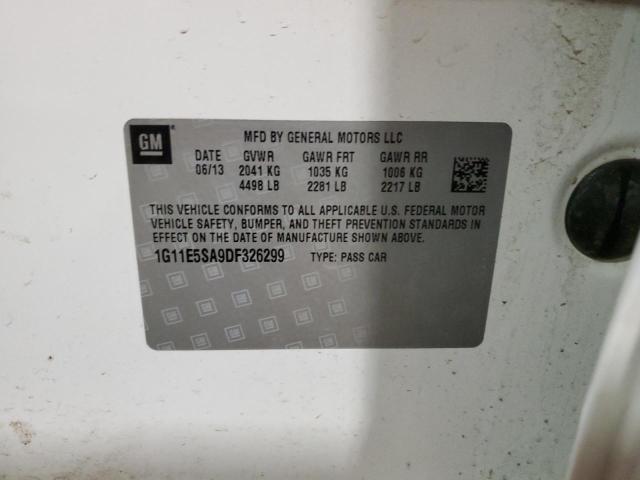 GM
MFD BY GENERAL MOTORS LLC
DATE GVWR GAWR FRT GAWR RR
06/13 2041 KG 1035 KG 1006 KG
4498 LB 2281 LB 2217 LB
THIS VEHICLE CONFORMS TO ALL APPLICABLE U.S. FEDERAL MOTOR
VEHICLE SAFETY, BUMPER, AND THEFT PREVENTION STANDARDS IN
EFFECT ON THE DATE OF MANUFACTURE SHOWN ABOVE.
1G11E5SA9DF326299 TYPE: PASS CAR